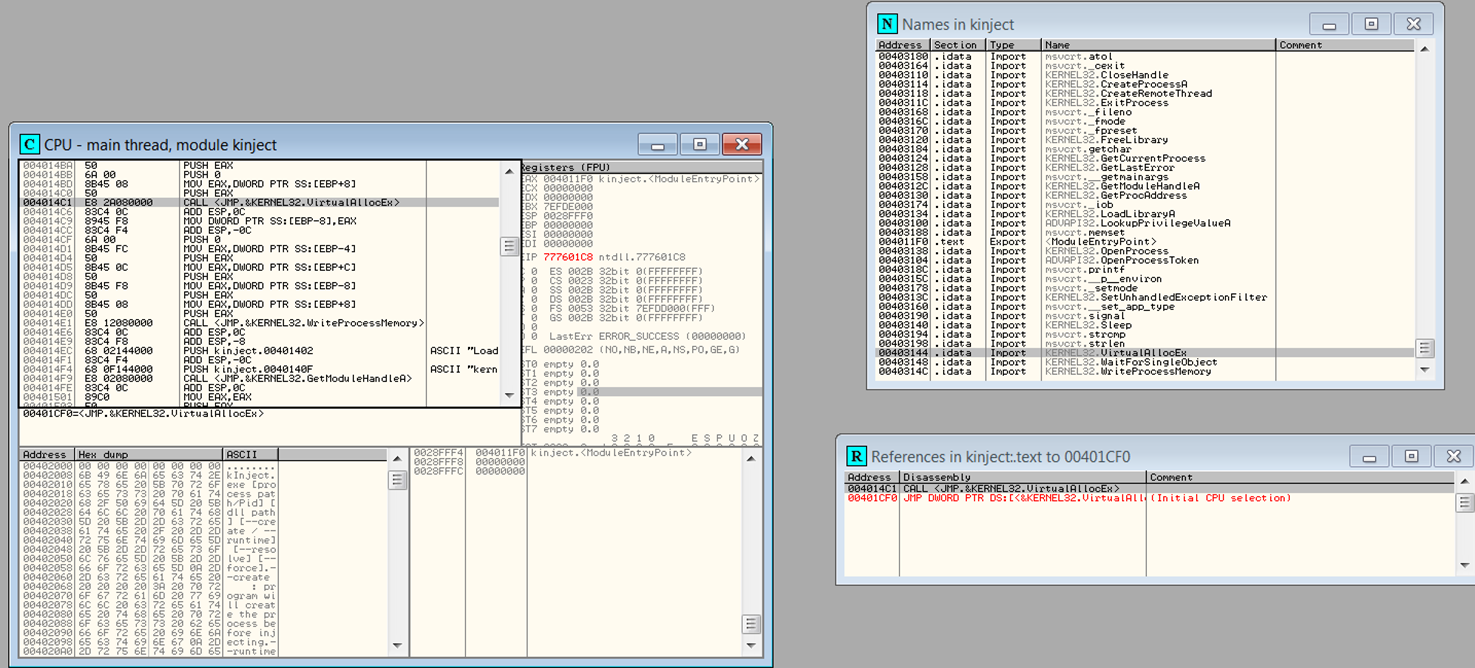 CPU - main thread, module kinject
004014BA 50 PUSH EAX
004014BB 6A 00 PUSH 0
004014BD 8B45 08 MOV EAX,DWORD PTR SS:[EBP+8]
004014C0 50 PUSH EAX
004014C1 E8 2A080000 CALL <JMP.&KERNEL32.VirtualAllocEx>
004014C6 83C4 0C ADD ESP,0C
004014C9 8945 F8 MOV DWORD PTR SS:[EBP-8],EAX
004014CC 83C4 F4 ADD ESP,-0C
004014CF 6A 00 PUSH 0
004014D1 8B45 FC MOV EAX,DWORD PTR SS:[EBP-4]
004014D4 50 PUSH EAX
004014D5 8B45 0C MOV EAX,DWORD PTR SS:[EBP+C]
004014D8 50 PUSH EAX
004014D9 8B45 F8 MOV EAX,DWORD PTR SS:[EBP-8]
004014DC 50 PUSH EAX
004014DD 8B45 08 MOV EAX,DWORD PTR SS:[EBP+8]
004014E0 50 PUSH EAX
004014E1 E8 12080000 CALL <JMP.&KERNEL32.WriteProcessMemory>
004014E6 83C4 0C ADD ESP,0C
004014E9 83C4 F8 ADD ESP,-8
004014EC 68 02144000 PUSH kinject.00401402 ASCII "Load
004014F1 83C4 F4 ADD ESP,-0C
004014F4 68 0F144000 PUSH kinject.0040140F ASCII "kern
004014F9 E8 02080000 CALL <JMP.&KERNEL32.GetModuleHandleA>
004014FE 83C4 0C ADD ESP,0C
00401501 89C0 MOV EAX,EAX
00401CF0=<JMP.&KERNEL32.VirtualAllocEx>
Registers (FPU)
EAX 004011F0 kinject.<ModuleEntryPoint>
ECX 00000000
EDX 00000000
EBX 7EFDE000
ESP 0028FFF0
EBP 00000000
ESI 00000000
EDI 00000000
EIP 777601C8 ntdll.777601C8
C 0 ES 002B 32bit 0(FFFFFFFF)
P 0 CS 0023 32bit 0(FFFFFFFF)
A 0 SS 002B 32bit 0(FFFFFFFF)
Z 0 DS 002B 32bit 0(FFFFFFFF)
S 0 FS 0053 32bit 7EFDD000(FFF)
T 0 GS 002B 32bit 0(FFFFFFFF)
D 0
O 0 LastErr ERROR_SUCCESS (00000000)
EFL 00000202 (NO,NB,NE,A,NS,PO,GE,G)
ST0 empty 0.0
ST1 empty 0.0
ST2 empty 0.0
ST3 empty 0.0
ST4 empty 0.0
ST5 empty 0.0
ST6 empty 0.0
ST7 empty 0.0
3 2 1 0 E S P U O Z
Address Hex dump ASCII
00402000 00 00 00 00 00 00 00 00 ........
00402008 6B 49 6E 6A 65 63 74 2E kInject.
00402010 65 78 65 20 5B 70 72 6F exe [pro
00402018 63 65 73 73 20 70 61 74 cess pat
00402020 68 2F 50 69 64 5D 20 5B h/Pid] [
00402028 64 6C 6C 20 70 61 74 68 dll path
00402030 5D 20 5B 2D 2D 63 72 65 ] [--cre
00402038 61 74 65 20 2F 20 2D 2D ate / --
00402040 72 75 6E 74 69 6D 65 5D runtime]
00402048 20 5B 2D 2D 72 65 73 6F [--reso
00402050 6C 76 65 5D 20 5B 2D 2D lve] [--
00402058 66 6F 72 63 65 5D 0A 2D force].-
00402060 2D 63 72 65 61 74 65 20 -create
00402068 20 20 20 20 3A 20 70 72 : pr
00402070 6F 67 72 61 6D 20 77 69 ogram wi
00402078 6C 6C 20 63 72 65 61 74 ll creat
00402080 65 20 74 68 65 20 70 72 e the pr
00402088 6F 63 65 73 73 20 62 65 ocess be
00402090 66 6F 72 65 20 69 6E 6A fore inj
00402098 65 63 74 69 6E 67 0A 2D ecting.-
004020A0 2D 72 75 6E 74 69 6D 65 -runtime
0028FFF4 004011F0 kinject.<ModuleEntryPoint>
0028FFF8 00000000
0028FFFC 00000000
Names in kinject
Address Section Type Name Comment
00403180 .idata Import msvcrt.atol
00403164 .idata Import msvcrt._cexit
00403110 .idata Import KERNEL32.CloseHandle
00403114 .idata Import KERNEL32.CreateProcessA
00403118 .idata Import KERNEL32.CreateRemoteThread
0040311C .idata Import KERNEL32.ExitProcess
00403168 .idata Import msvcrt._fileno
0040316C .idata Import msvcrt._fmode
00403170 .idata Import msvcrt._fpreset
00403120 .idata Import KERNEL32.FreeLibrary
00403184 .idata Import msvcrt.getchar
00403124 .idata Import KERNEL32.GetCurrentProcess
00403128 .idata Import KERNEL32.GetLastError
00403158 .idata Import msvcrt.__getmainargs
0040312C .idata Import KERNEL32.GetModuleHandleA
00403130 .idata Import KERNEL32.GetProcAddress
00403174 .idata Import msvcrt._iob
00403134 .idata Import KERNEL32.LoadLibraryA
00403100 .idata Import ADVAPI32.LookupPrivilegeValueA
00403188 .idata Import msvcrt.memset
004011F0 .text Export <ModuleEntryPoint>
00403138 .idata Import KERNEL32.OpenProcess
00403104 .idata Import ADVAPI32.OpenProcessToken
0040318C .idata Import msvcrt.printf
0040315C .idata Import msvcrt.__p__environ
00403178 .idata Import msvcrt._setmode
0040313C .idata Import KERNEL32.SetUnhandledExceptionFilter
00403160 .idata Import msvcrt.__set_app_type
00403190 .idata Import msvcrt.signal
00403140 .idata Import KERNEL32.Sleep
00403194 .idata Import msvcrt.strcmp
00403198 .idata Import msvcrt.strlen
00403144 .idata Import KERNEL32.VirtualAllocEx
00403148 .idata Import KERNEL32.WaitForSingleObject
0040314C .idata Import KERNEL32.WriteProcessMemory
References in kinject:.text to 00401CF0
Address Disassembly Comment
004014C1 CALL <JMP.&KERNEL32.VirtualAllocEx>
00401CF0 JMP DWORD PTR DS:[<&KERNEL32.VirtualAll (Initial CPU selection)